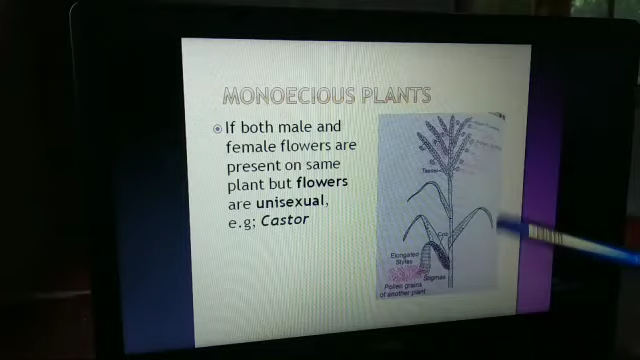 MONOECIOUS PLANTS
If both male and
female flowers are
present on same
plant but flowers
are unisexual,
e.g; Castor
Tassel
Cob
Elongated
Styles
Stigmas
Pollen grains
of another plant